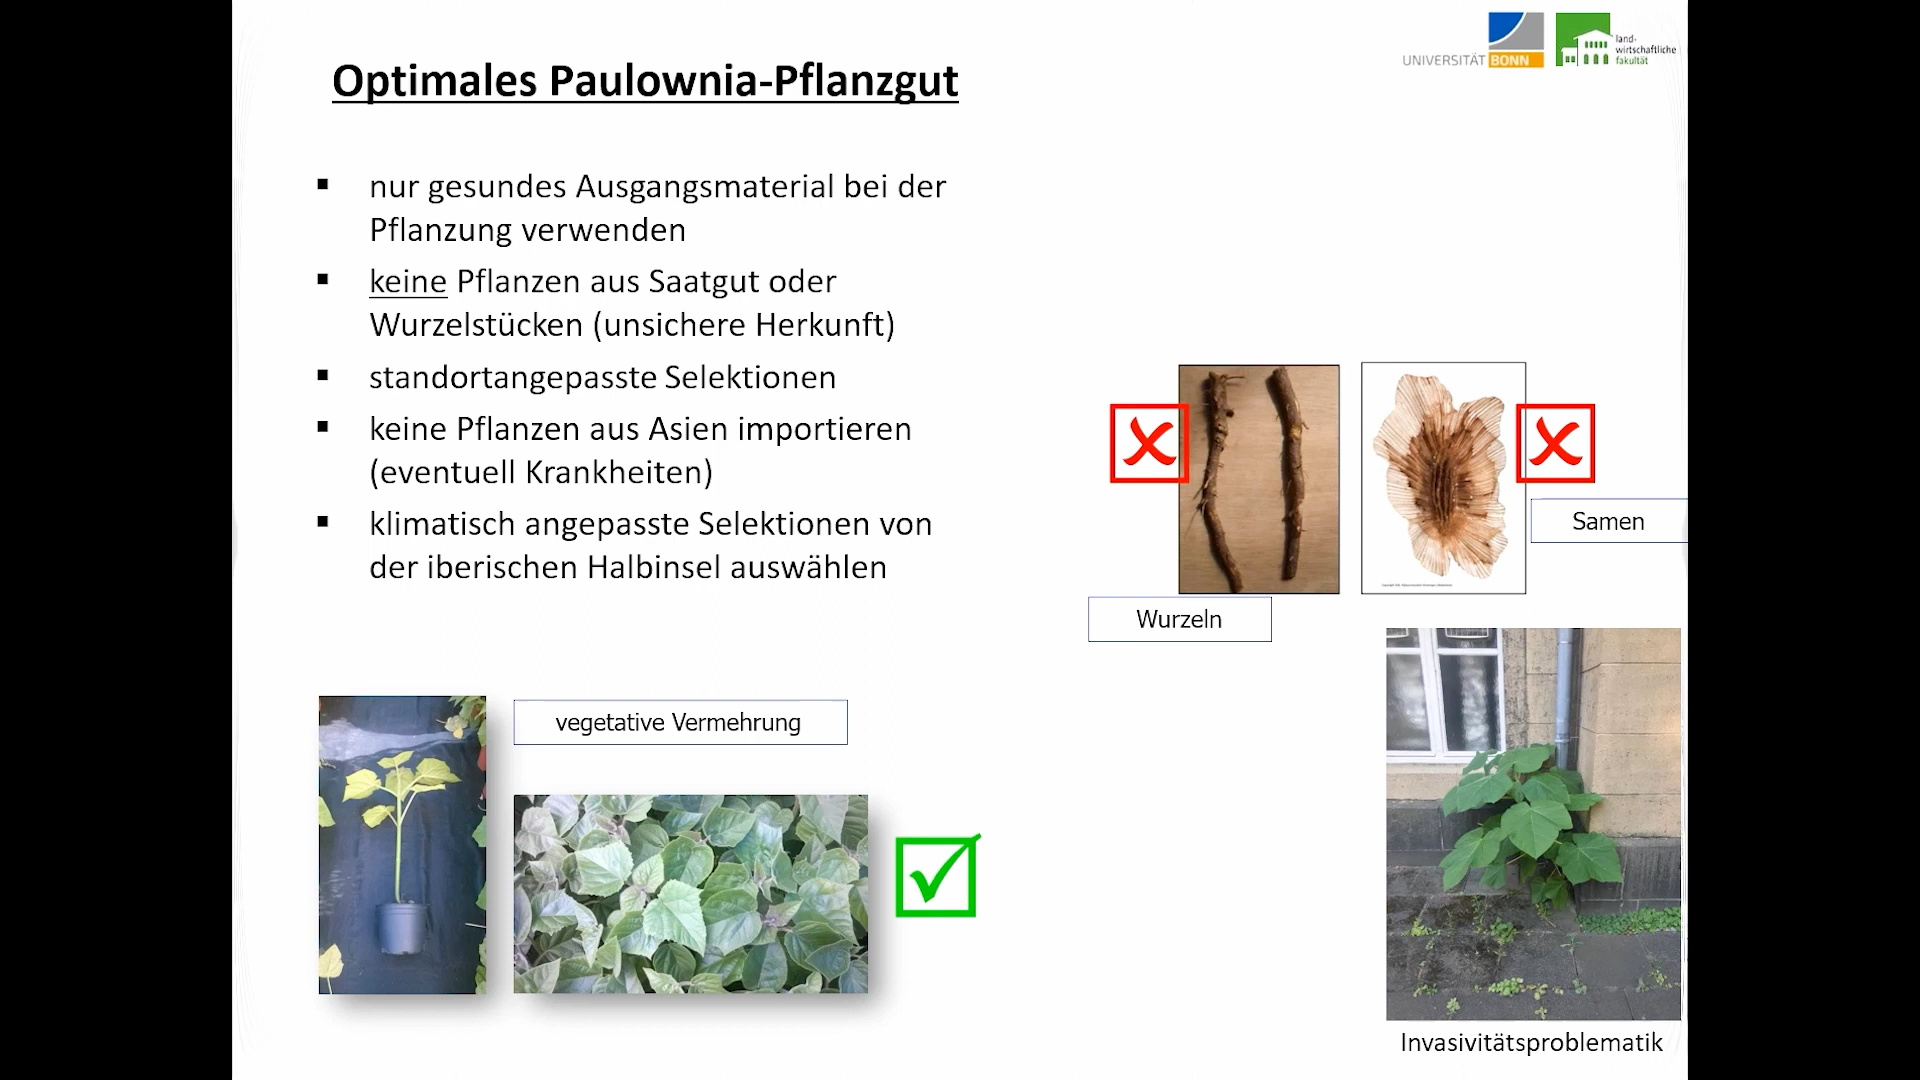 UNIVERSITÄT BONN
land-
wirtschaftliche
fakultät
Optimales Paulownia-Pflanzgut
nur gesundes Ausgangsmaterial bei der
Pflanzung verwenden
keine Pflanzen aus Saatgut oder
Wurzelstücken (unsichere Herkunft)
standortangepasste Selektionen
keine Pflanzen aus Asien importieren
(eventuell Krankheiten)
klimatisch angepasste Selektionen von
der iberischen Halbinsel auswählen
Samen
Wurzeln
vegetative Vermehrung
Invasivitätsproblematik